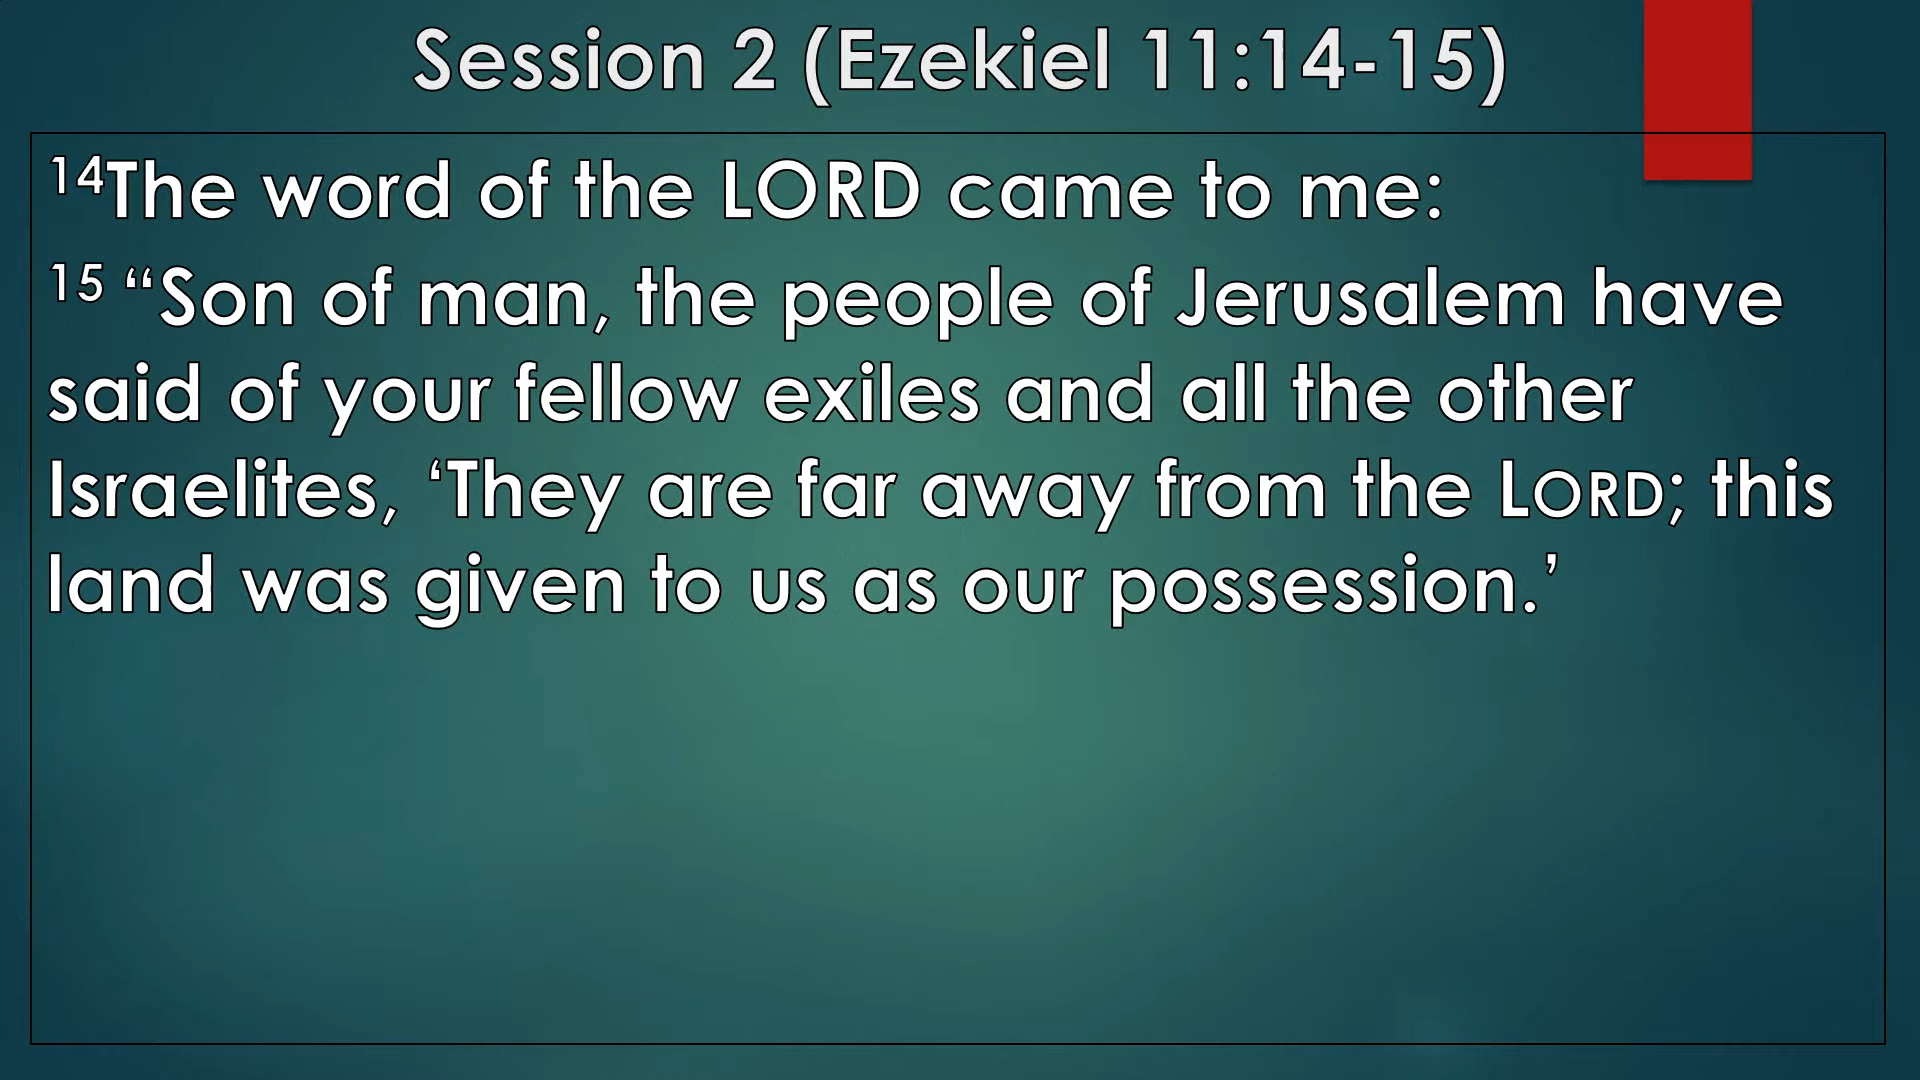 Session 2 (Ezekiel 11:14-15)
¹⁴The word of the LORD came to me:
¹⁵ “Son of man, the people of Jerusalem have
said of your fellow exiles and all the other
Israelites, ‘They are far away from the LORD; this
land was given to us as our possession.’